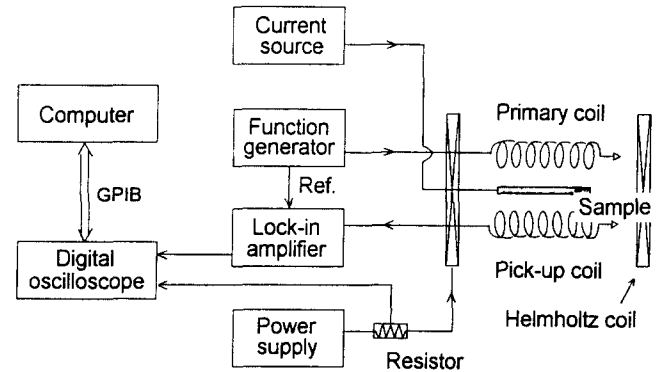 Current
source
Computer
Function
generator
Primary coil
GPIB
Ref.
Sample
Lock-in
amplifier
Digital
oscilloscope
Pick-up coil
Helmholtz coil
Power
supply
Resistor